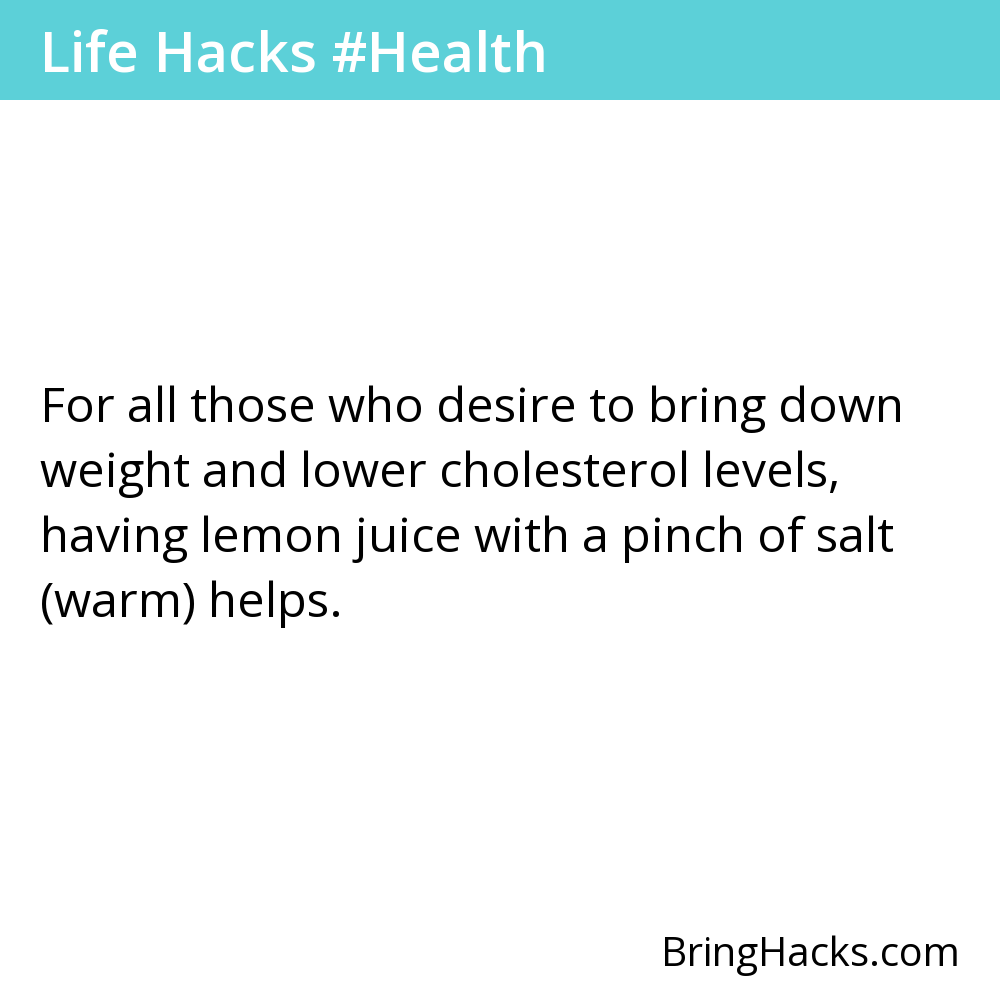 Life Hacks #Health
For all those who desire to bring down
weight and lower cholesterol levels,
having lemon juice with a pinch of salt
(warm) helps.
BringHacks.com